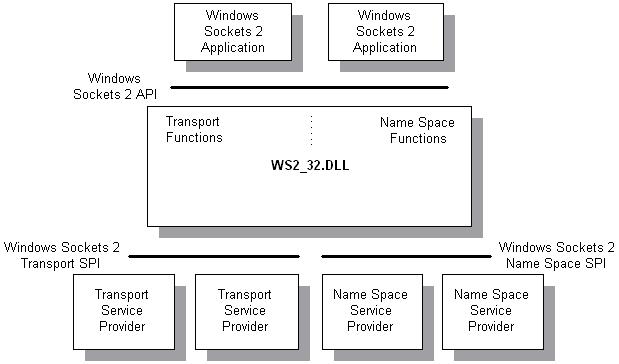 Windows
Sockets 2
Application
Windows
Sockets 2
Application
Windows
Sockets 2 API
Transport
Functions
Name Space
Functions
WS2_32.DLL
Windows Sockets 2
Transport SPI
Windows Sockets 2
Name Space SPI
Transport
Service
Provider
Transport
Service
Provider
Name Space
Service
Provider
Name Space
Service
Provider